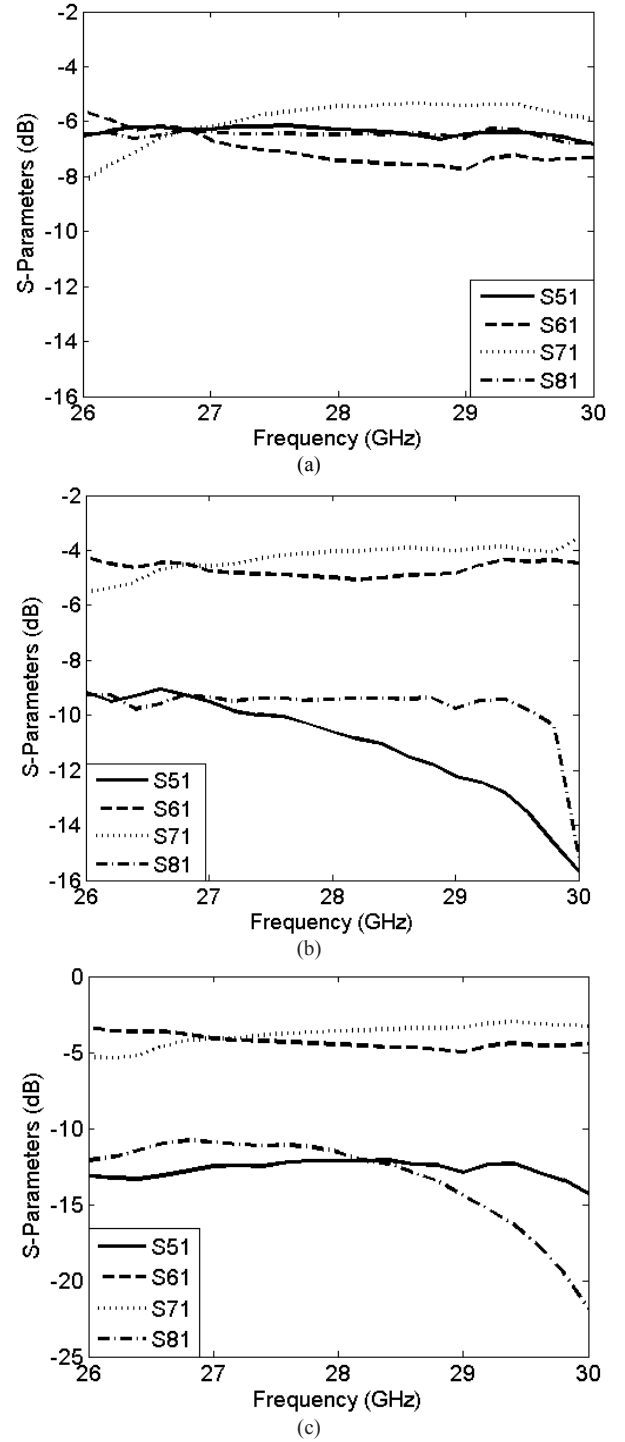 -2
-4
-6
-8
-10
-12
-14
-16
S-Parameters (dB)
S51
S61
S71
S81
26 27 28 29 30
Frequency (GHz)
(a)
-2
-4
-6
-8
-10
-12
-14
-16
S-Parameters (dB)
S51
S61
S71
S81
26 27 28 29 30
Frequency (GHz)
(b)
0
-5
-10
-15
-20
-25
S-Parameters (dB)
S51
S61
S71
S81
26 27 28 29 30
Frequency (GHz)
(c)